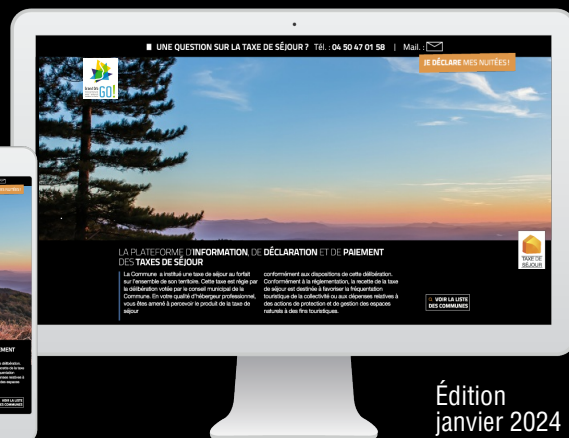 UNE QUESTION SUR LA TAXE DE SÉJOUR ? Tél. : 04 50 47 01 58 | Mail. :
JE DÉCLARE MES NUITÉES !
GO!
LA PLATEFORME D'INFORMATION, DE DÉCLARATION ET DE PAIEMENT
DES TAXES DE SÉJOUR
La Commune a institué une taxe de séjour au forfait
sur l'ensemble de son territoire. Cette taxe est régie par
la délibération votée par le conseil municipal de la
Commune. En votre qualité d'hébergeur professionnel,
vous êtes amené à percevoir le produit de la taxe de
séjour
conformément aux dispositions de cette délibération.
Conformément à la réglementation, la recette de la taxe
de séjour est destinée à favoriser la fréquentation
touristique de la collectivité ou aux dépenses relatives à
des actions de protection et de gestion des espaces
naturels à des fins touristiques.
TAXE DE
SÉJOUR
VOIR LA LISTE
DES COMMUNES
EMENT
VOIR LA LISTE
DES COMMUNES
Édition
janvier 2024